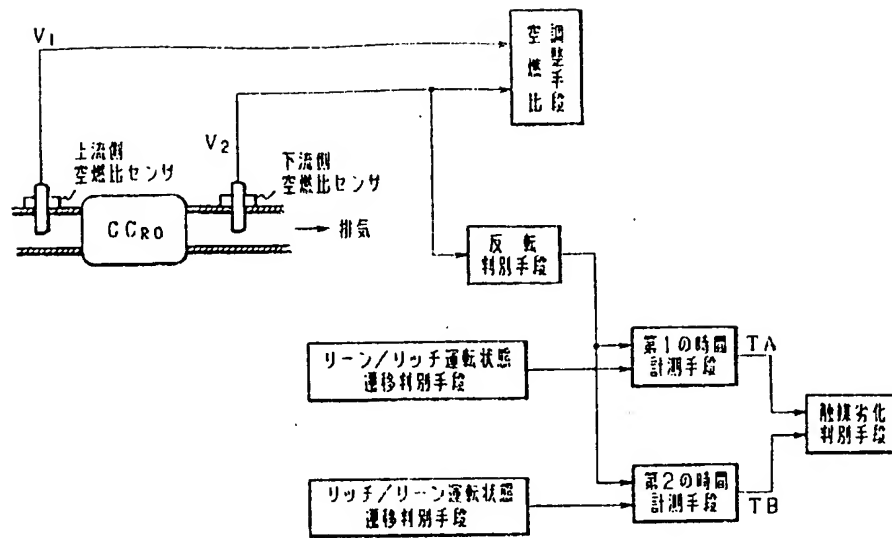 V1
空燃比
調整手段
V2
上流側
空燃比センサ
下流側
空燃比センサ
CCRO
排気
反転
判別手段
リーン/リッチ運転状態
遷移判別手段
第1の時間
計測手段
TA
触媒劣化
判別手段
リッチ/リーン運転状態
遷移判別手段
第2の時間
計測手段
TB